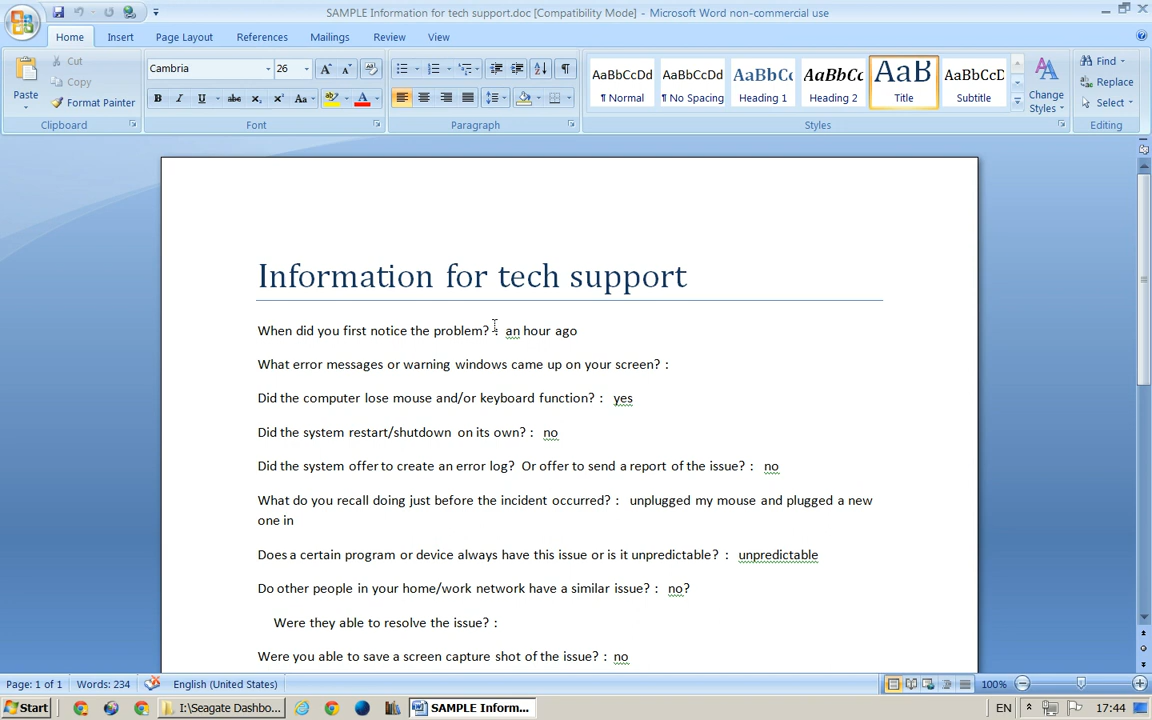 SAMPLE Information for tech support.doc [Compatibility Mode] - Microsoft Word non-commercial use
Home Insert Page Layout References Mailings Review View
Paste
Cut
Copy
Format Painter
Clipboard
Cambria 26
Font
Paragraph
AaBbCcDd AaBbCcDd AaBbCc AaBbCc AaB AaBbCcD
¶ Normal ¶ No Spacing Heading 1 Heading 2 Title Subtitle
Change Styles
Styles
Find
Replace
Select
Editing
Information for tech support
When did you first notice the problem? : an hour ago
What error messages or warning windows came up on your screen? :
Did the computer lose mouse and/or keyboard function? : yes
Did the system restart/shutdown on its own? : no
Did the system offer to create an error log? Or offer to send a report of the issue? : no
What do you recall doing just before the incident occurred? : unplugged my mouse and plugged a new
one in
Does a certain program or device always have this issue or is it unpredictable? : unpredictable
Do other people in your home/work network have a similar issue? : no?
Were they able to resolve the issue? :
Were you able to save a screen capture shot of the issue? : no
Page: 1 of 1 Words: 234 English (United States) 100%
Start I:\Seagate Dashbo... SAMPLE Inform... EN 17:44